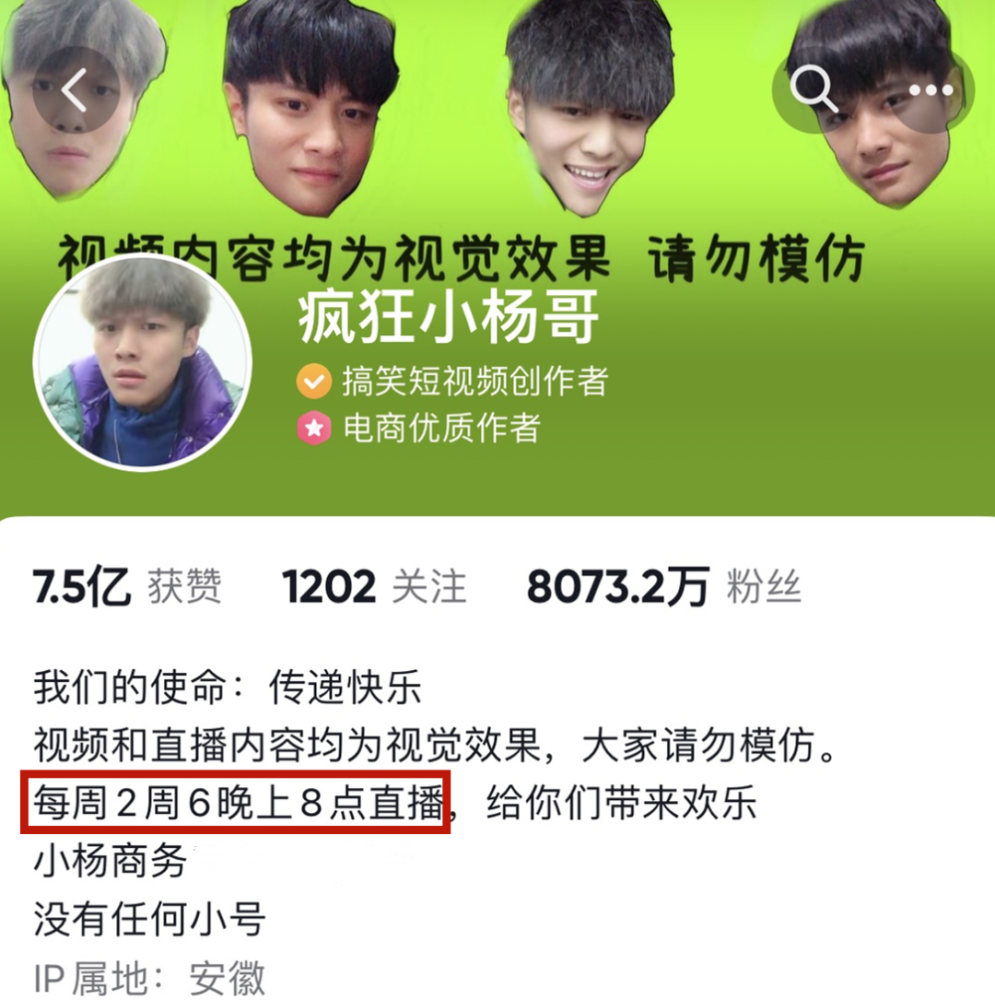 视频内容均为视觉效果 请勿模仿
疯狂小杨哥
搞笑短视频创作者
电商优质作者
7.5亿 获赞 1202 关注 8073.2万 粉丝
我们的使命：传递快乐
视频和直播内容均为视觉效果，大家请勿模仿。
每周2周6晚上8点直播，给你们带来欢乐
小杨商务
没有任何小号
IP属地：安徽